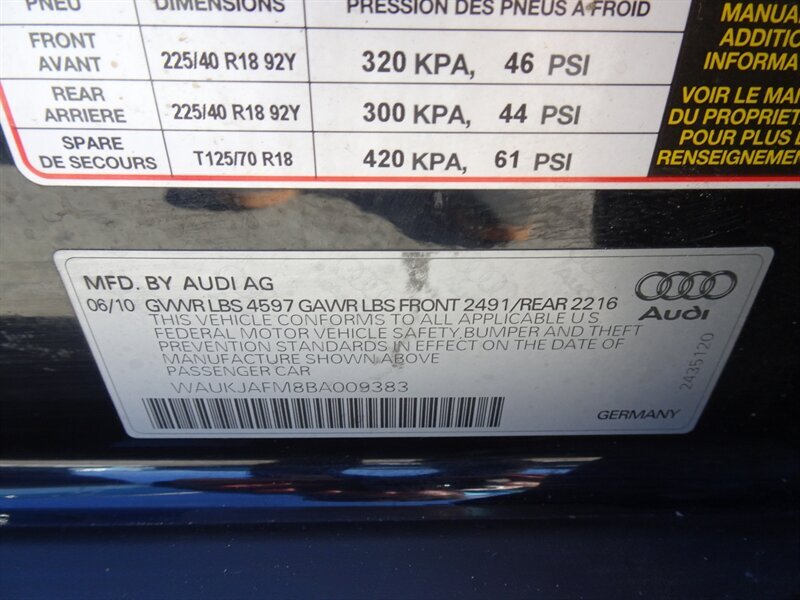 PNEU DIMENSIONS PRESSION DES PNEUS A FROID
FRONT
AVANT
225/40 R18 92Y 320 KPA, 46 PSI
REAR
ARRIERE
225/40 R18 92Y 300 KPA, 44 PSI
SPARE
DE SECOURS
T125/70 R18 420 KPA, 61 PSI
MANUA
ADDITIO
INFORMA
VOIR LE MA
DU PROPRIET
POUR PLUS D
RENSEIGNEME
MFD. BY AUDI AG
06/10 GVWR LBS 4597 GAWR LBS FRONT 2491/REAR 2216
THIS VEHICLE CONFORMS TO ALL APPLICABLE U S
FEDERAL MOTOR VEHICLE SAFETY,BUMPER AND THEFT
PREVENTION STANDARDS IN EFFECT ON THE DATE OF
MANUFACTURE SHOWN ABOVE
PASSENGER CAR
WAUKJAFM8BA009383
Audi
2435120
GERMANY